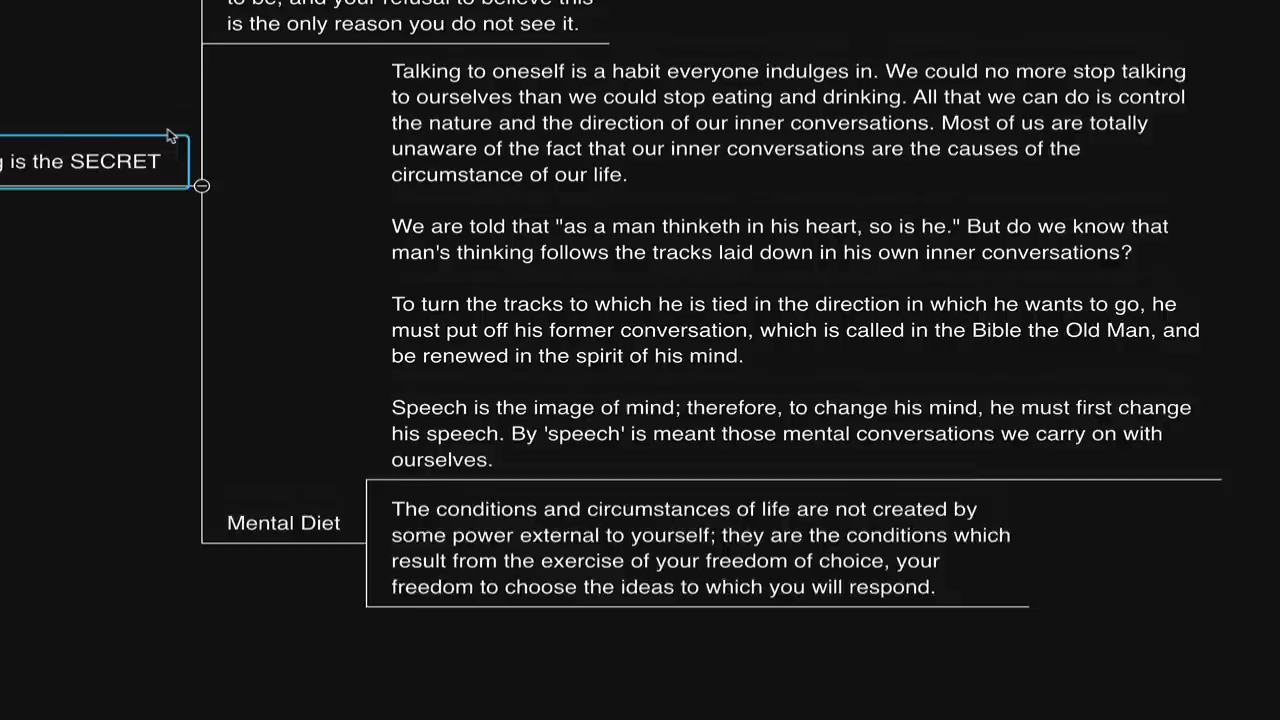 is the only reason you do not see it.
Talking to oneself is a habit everyone indulges in. We could no more stop talking
to ourselves than we could stop eating and drinking. All that we can do is control
the nature and the direction of our inner conversations. Most of us are totally
unaware of the fact that our inner conversations are the causes of the
circumstance of our life.
is the SECRET
We are told that "as a man thinketh in his heart, so is he." But do we know that
man's thinking follows the tracks laid down in his own inner conversations?
To turn the tracks to which he is tied in the direction in which he wants to go, he
must put off his former conversation, which is called in the Bible the Old Man, and
be renewed in the spirit of his mind.
Speech is the image of mind; therefore, to change his mind, he must first change
his speech. By 'speech' is meant those mental conversations we carry on with
ourselves.
Mental Diet
The conditions and circumstances of life are not created by
some power external to yourself; they are the conditions which
result from the exercise of your freedom of choice, your
freedom to choose the ideas to which you will respond.